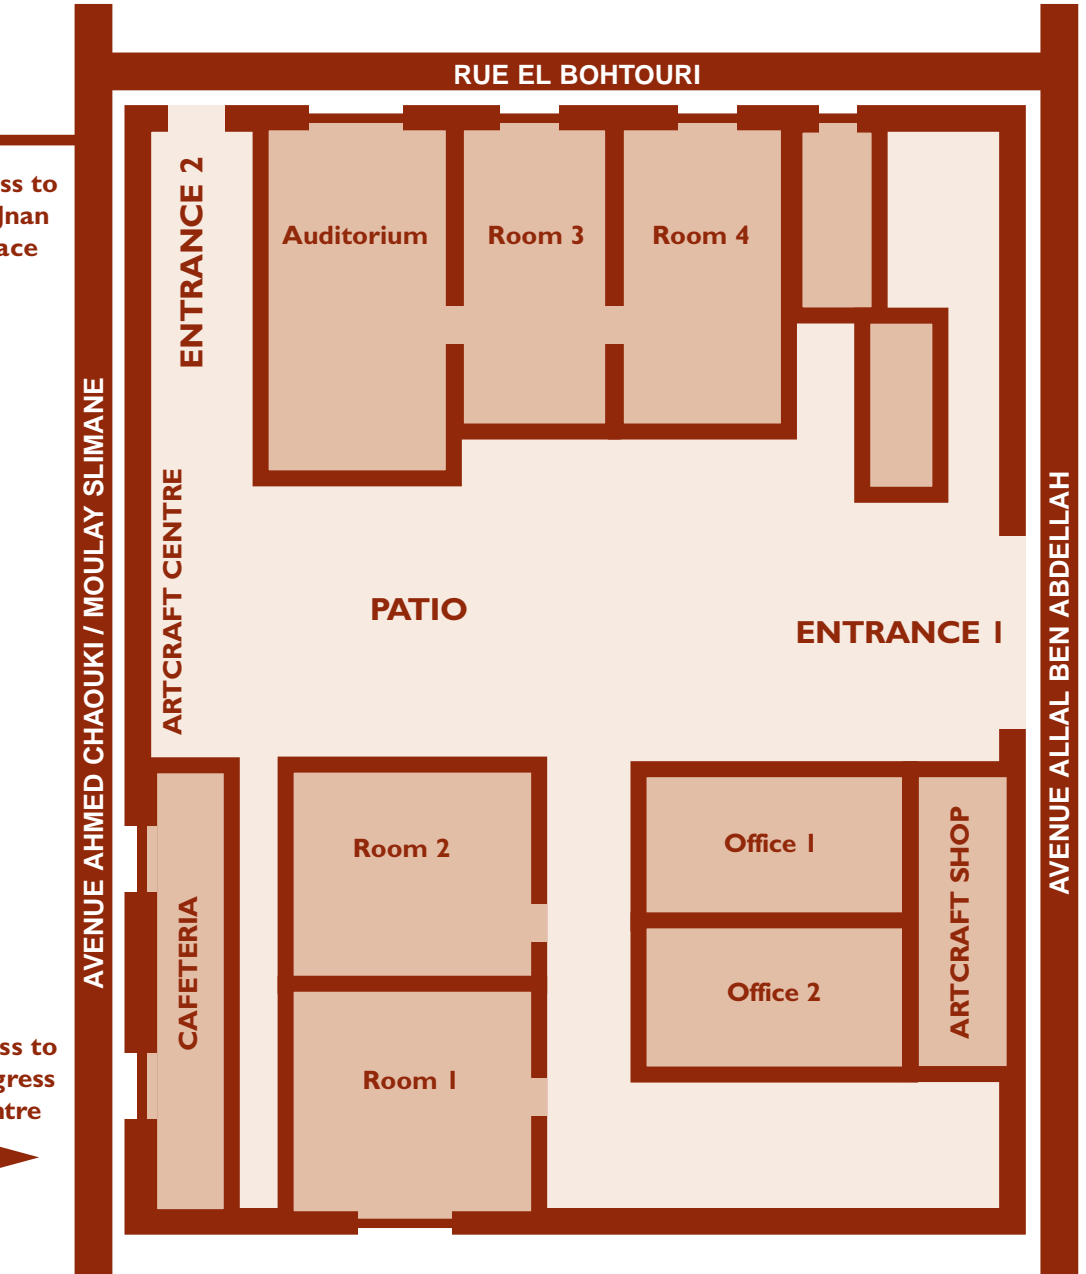 RUE EL BOHTOURI
ss to
Jnan
ace
ENTRANCE 2
Auditorium
Room 3
Room 4
AVENUE AHMED CHAOUKI / MOULAY SLIMANE
ARTCRAFT CENTRE
PATIO
ENTRANCE 1
AVENUE ALLAL BEN ABDELLAH
Room 2
Office 1
ARTCRAFT SHOP
CAFETERIA
Office 2
ss to
gress
ntre
Room 1